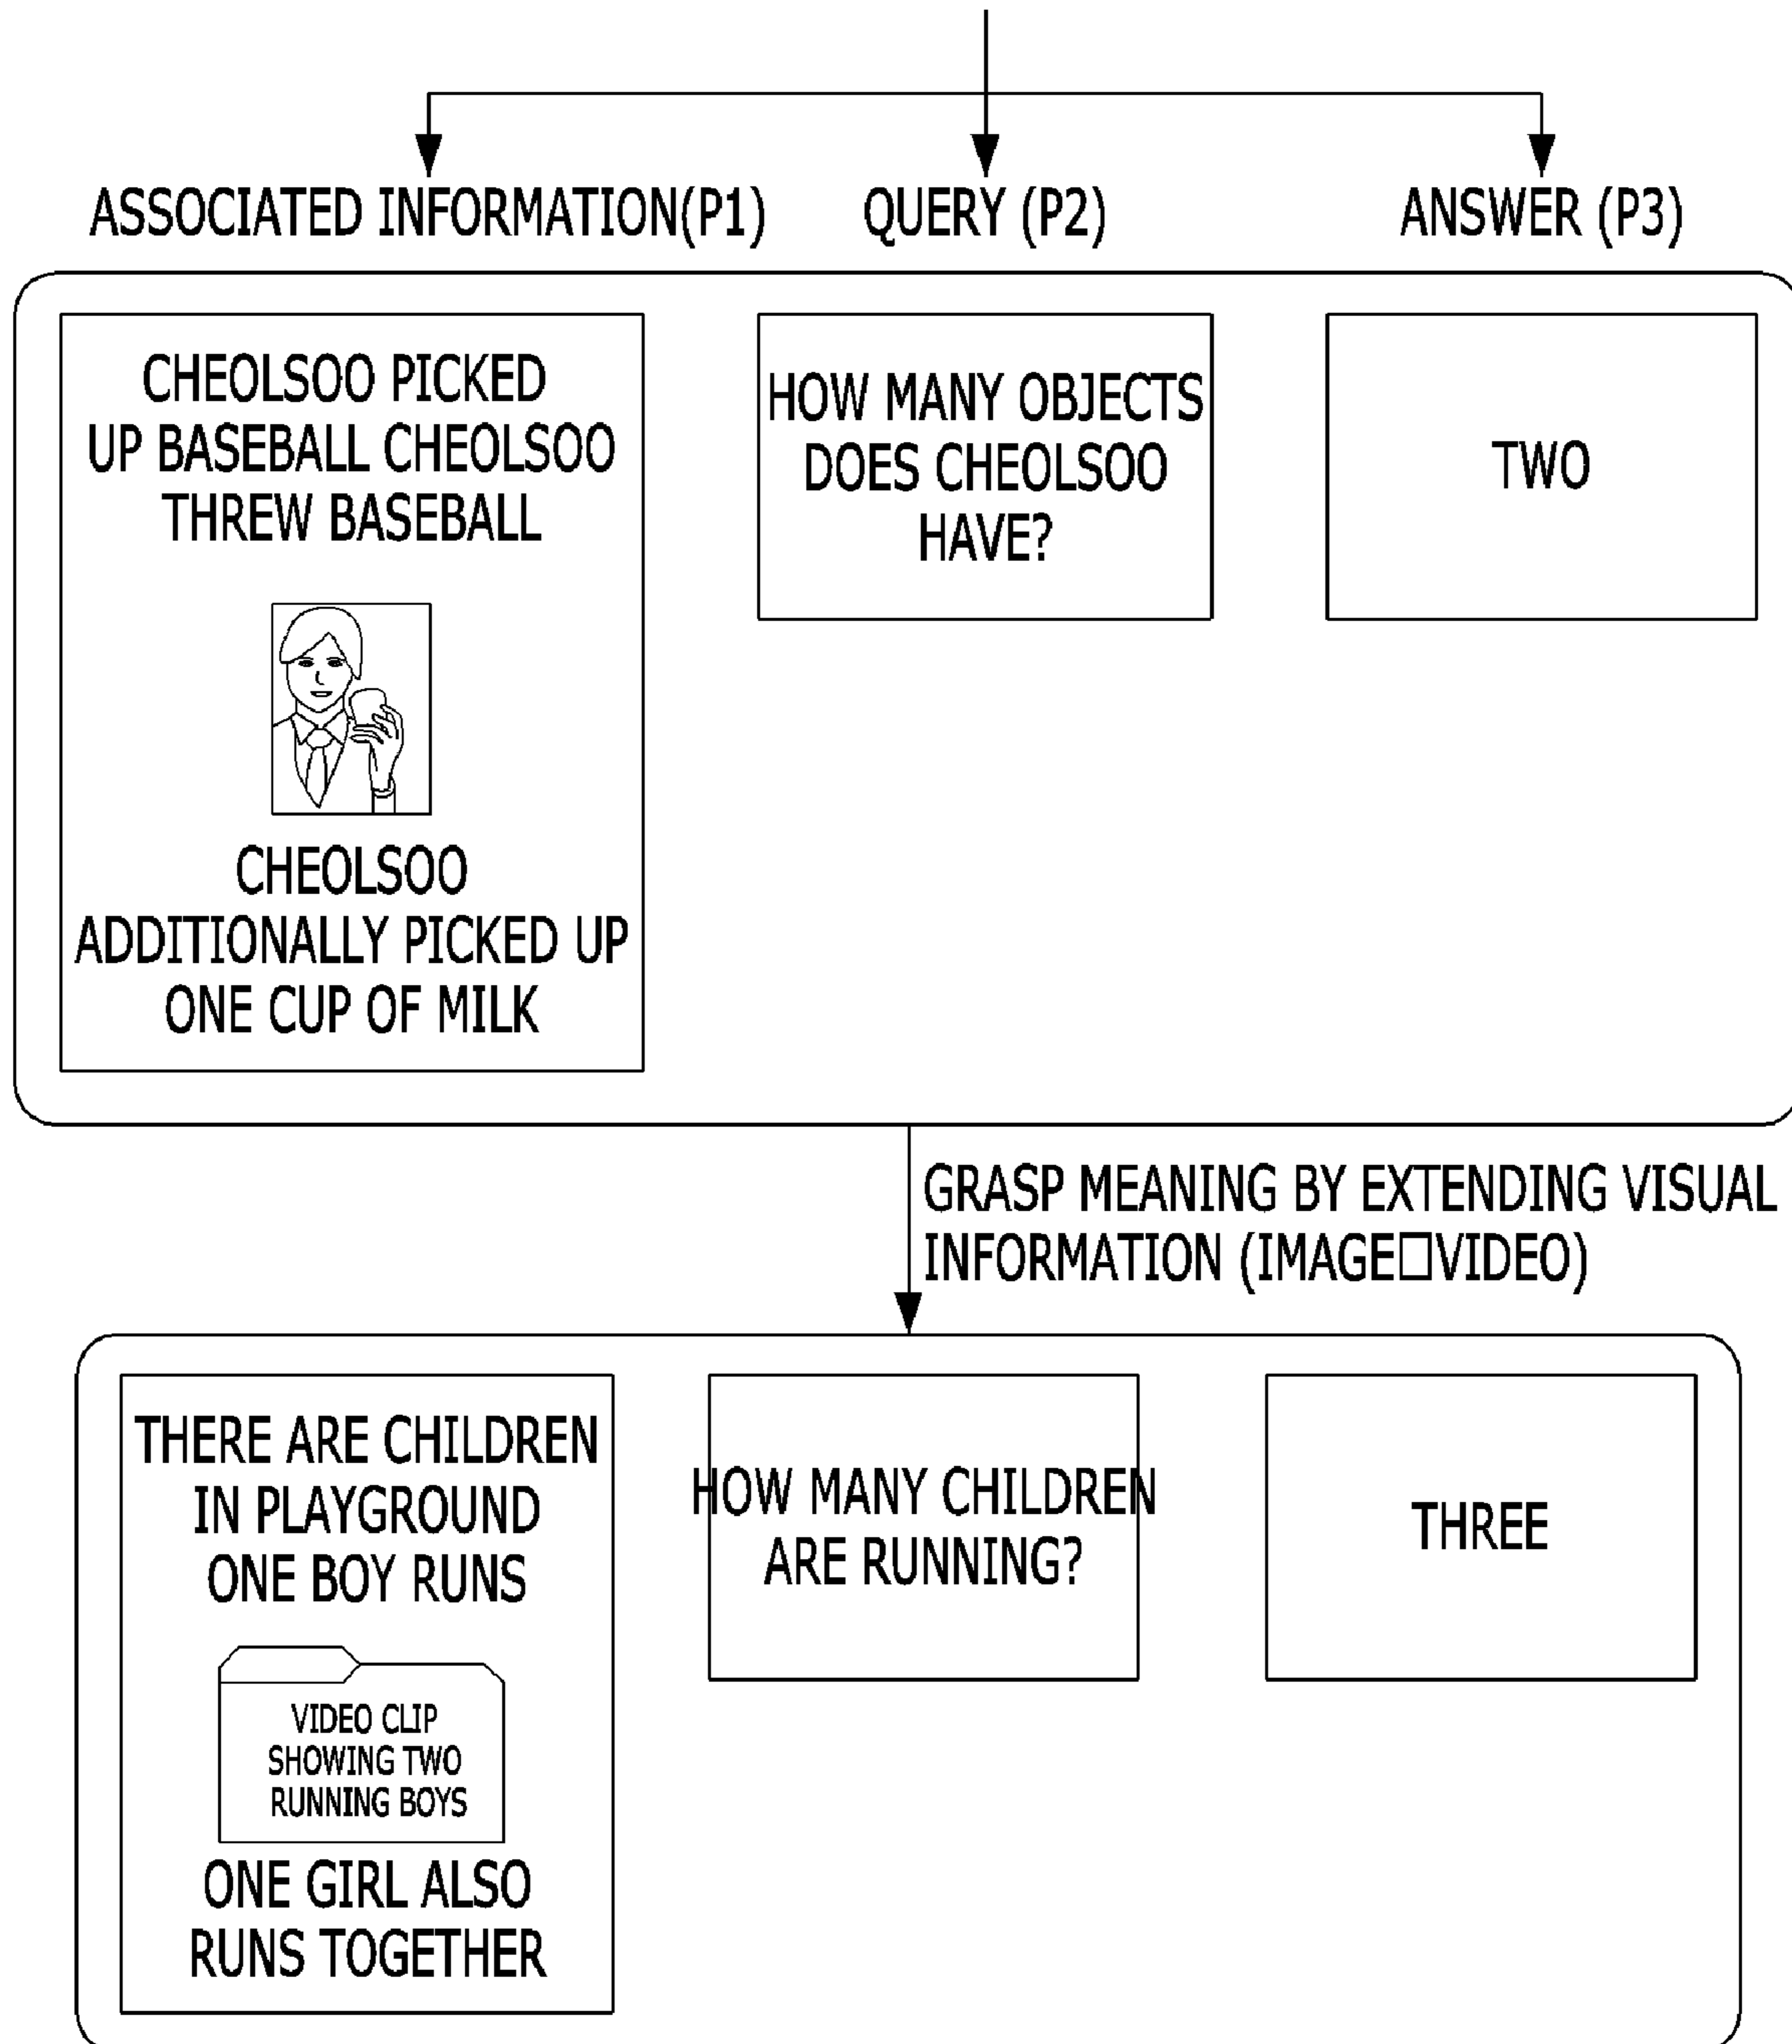 ASSOCIATED INFORMATION(P1)
QUERY (P2)
ANSWER (P3)
CHEOLSOO PICKED
UP BASEBALL CHEOLSOO
THREW BASEBALL
CHEOLSOO
ADDITIONALLY PICKED UP
ONE CUP OF MILK
HOW MANY OBJECTS
DOES CHEOLSOO
HAVE?
TWO
GRASP MEANING BY EXTENDING VISUAL
INFORMATION (IMAGE□VIDEO)
THERE ARE CHILDREN
IN PLAYGROUND
ONE BOY RUNS
VIDEO CLIP
SHOWING TWO
RUNNING BOYS
ONE GIRL ALSO
RUNS TOGETHER
HOW MANY CHILDREN
ARE RUNNING?
THREE